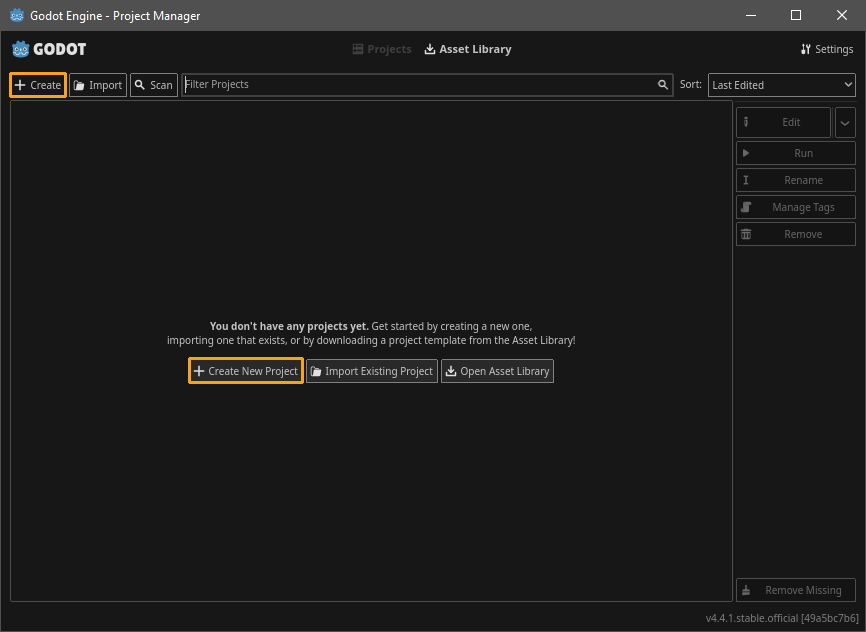 Godot Engine - Project Manager
GODOT
Projects
Asset Library
Settings
Create
Import
Scan
Filter Projects
Sort:
Last Edited
Edit
Run
Rename
Manage Tags
Remove
You don't have any projects yet. Get started by creating a new one,
importing one that exists, or by downloading a project template from the Asset Library!
Create New Project
Import Existing Project
Open Asset Library
Remove Missing
v4.4.1.stable.official [49a5bc7b6]